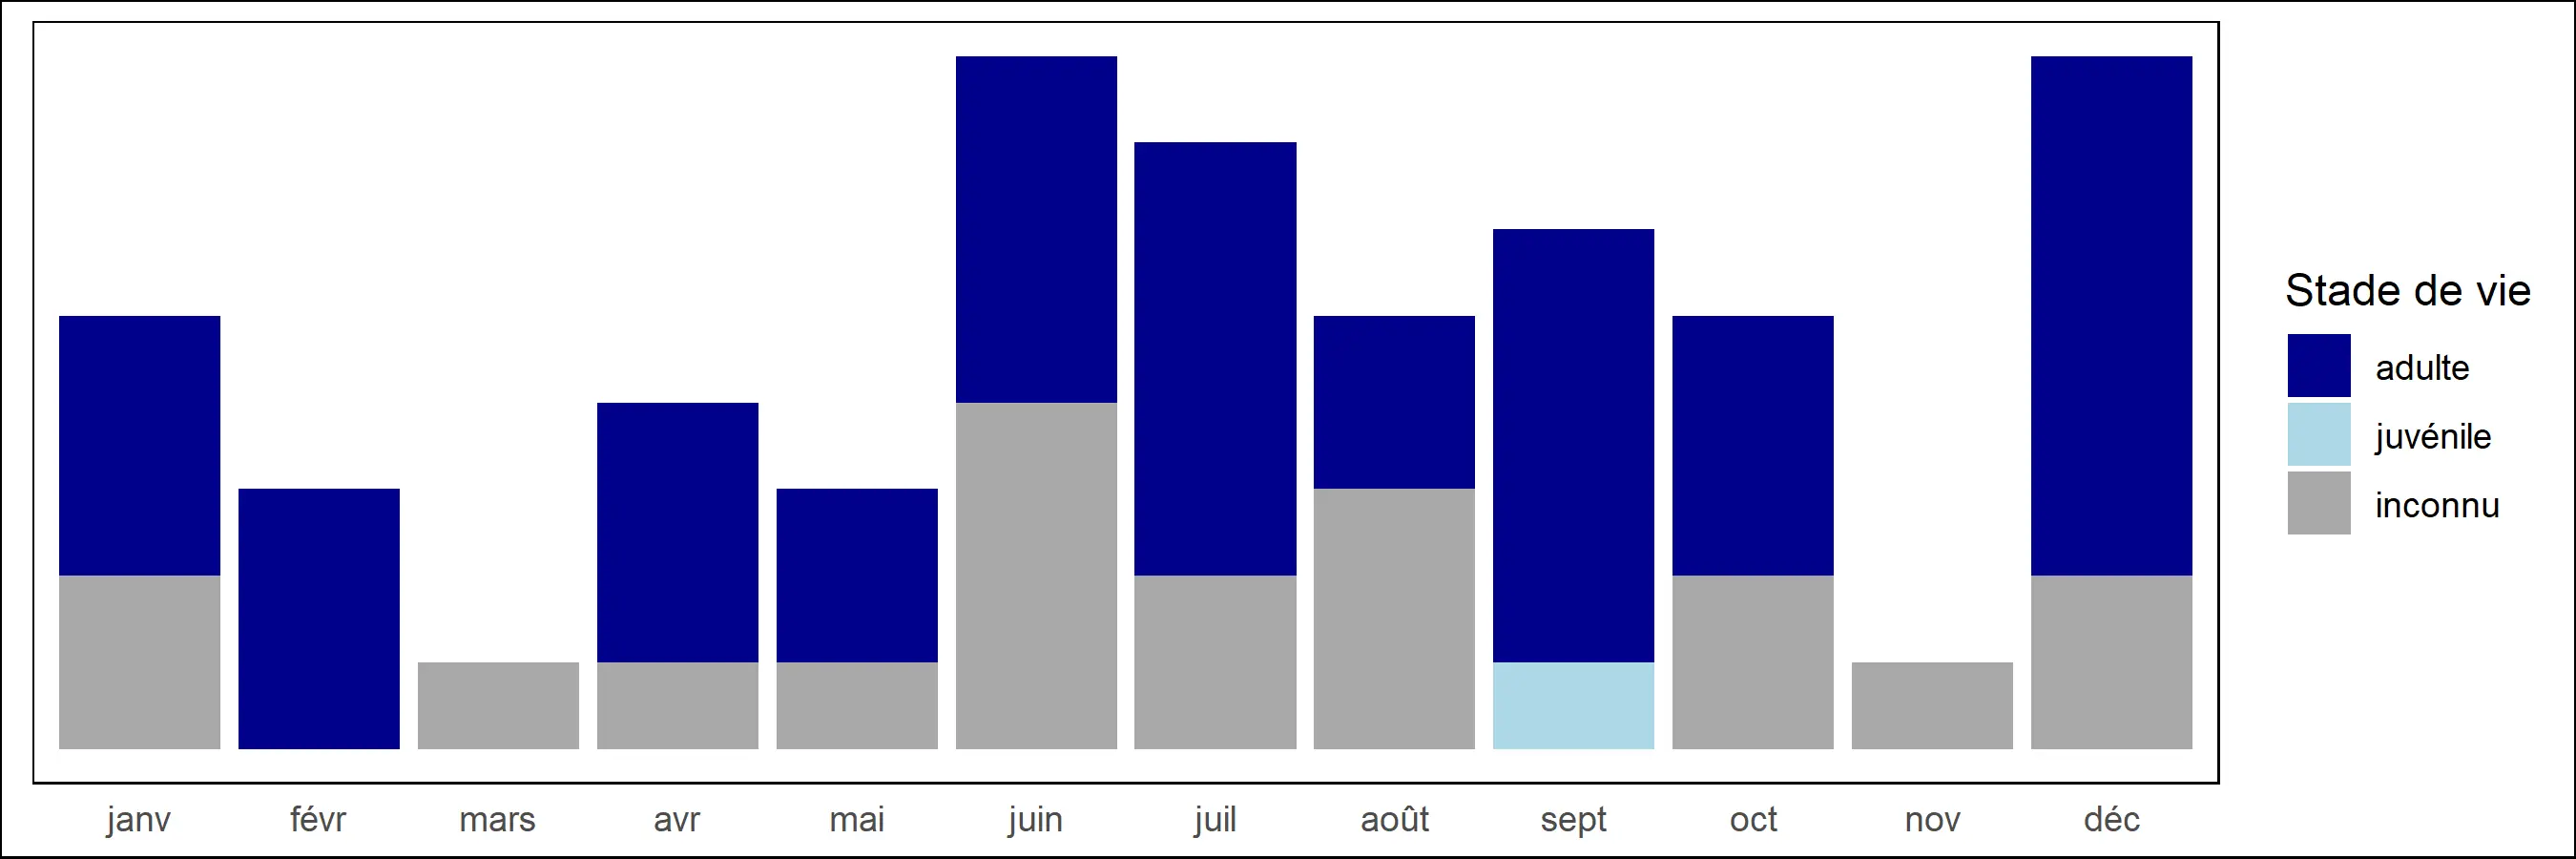 Stade de vie
adulte
juvénile
inconnu
janv févr mars avr mai juin juil août sept oct nov déc